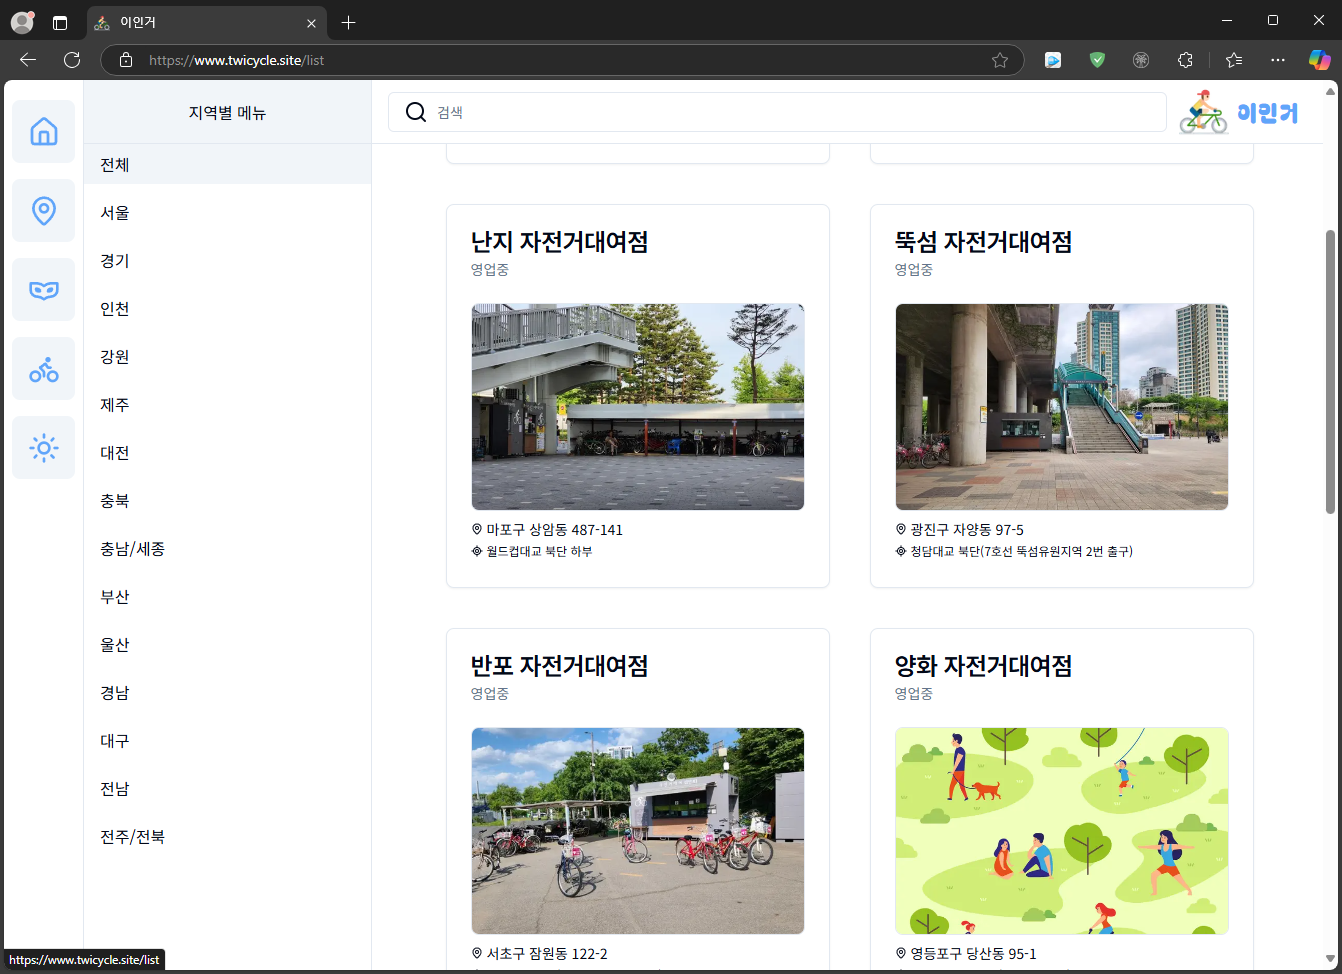 이인거
https://www.twicycle.site/list
지역별 메뉴
검색
이인거
전체
서울
경기
인천
강원
제주
대전
충북
충남/세종
부산
울산
경남
대구
전남
전주/전북
난지 자전거대여점
영업중
마포구 상암동 487-141
월드컵대교 북단 하부
뚝섬 자전거대여점
영업중
광진구 자양동 97-5
청담대교 북단(7호선 뚝섬유원지역 2번 출구)
반포 자전거대여점
영업중
서초구 잠원동 122-2
양화 자전거대여점
영업중
영등포구 당산동 95-1
https://www.twicycle.site/list